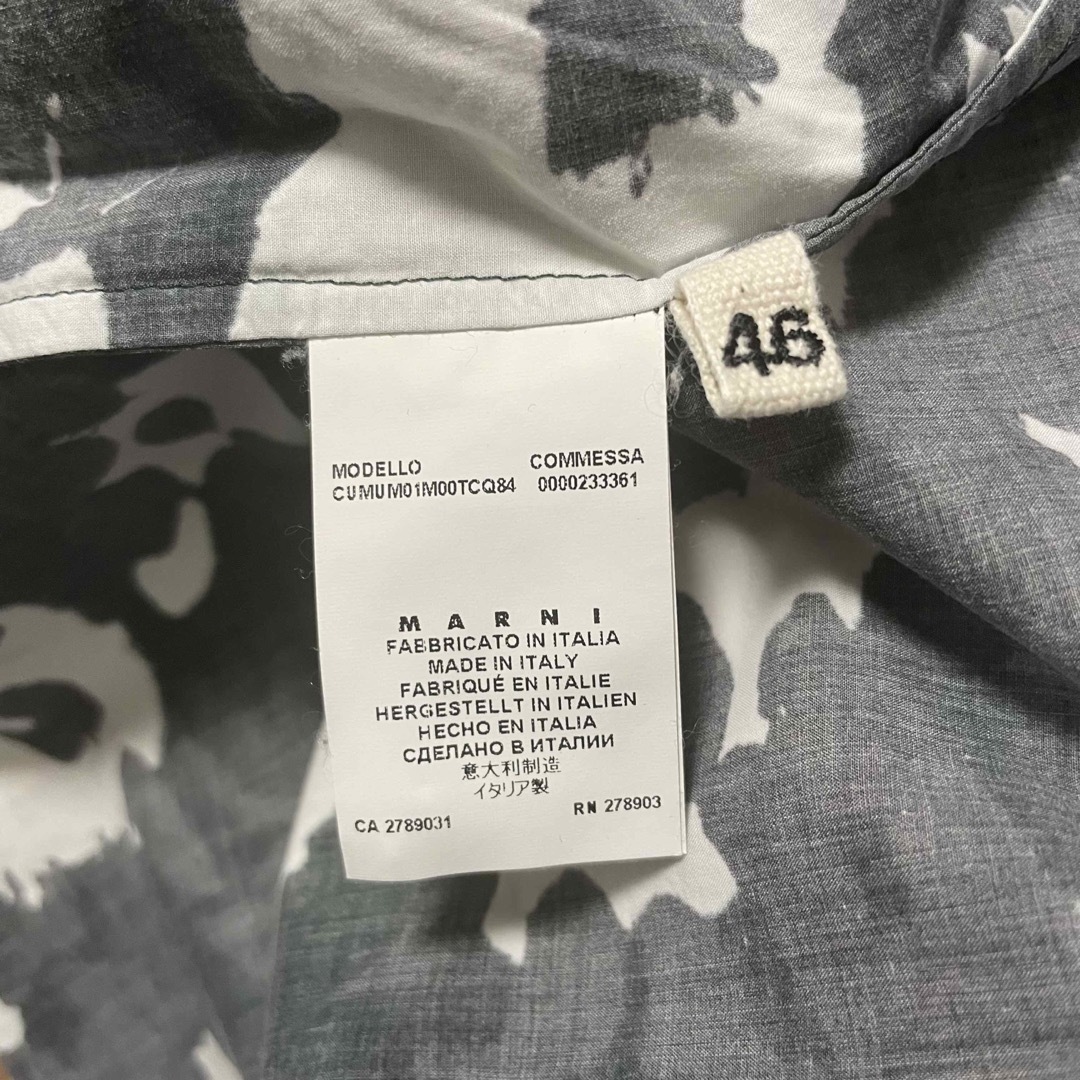 46
MODELLO COMMESSA
CUMUM01M00TCQ84 0000233361
MARNI
FABBRICATO IN ITALIA
MADE IN ITALY
FABRIQUÉ EN ITALIE
HERGESTELLT IN ITALIEN
HECHO EN ITALIA
СДЕЛАНО В ИТАЛИИ
意大利制造
イタリア製
CA 2789031 RN 278903